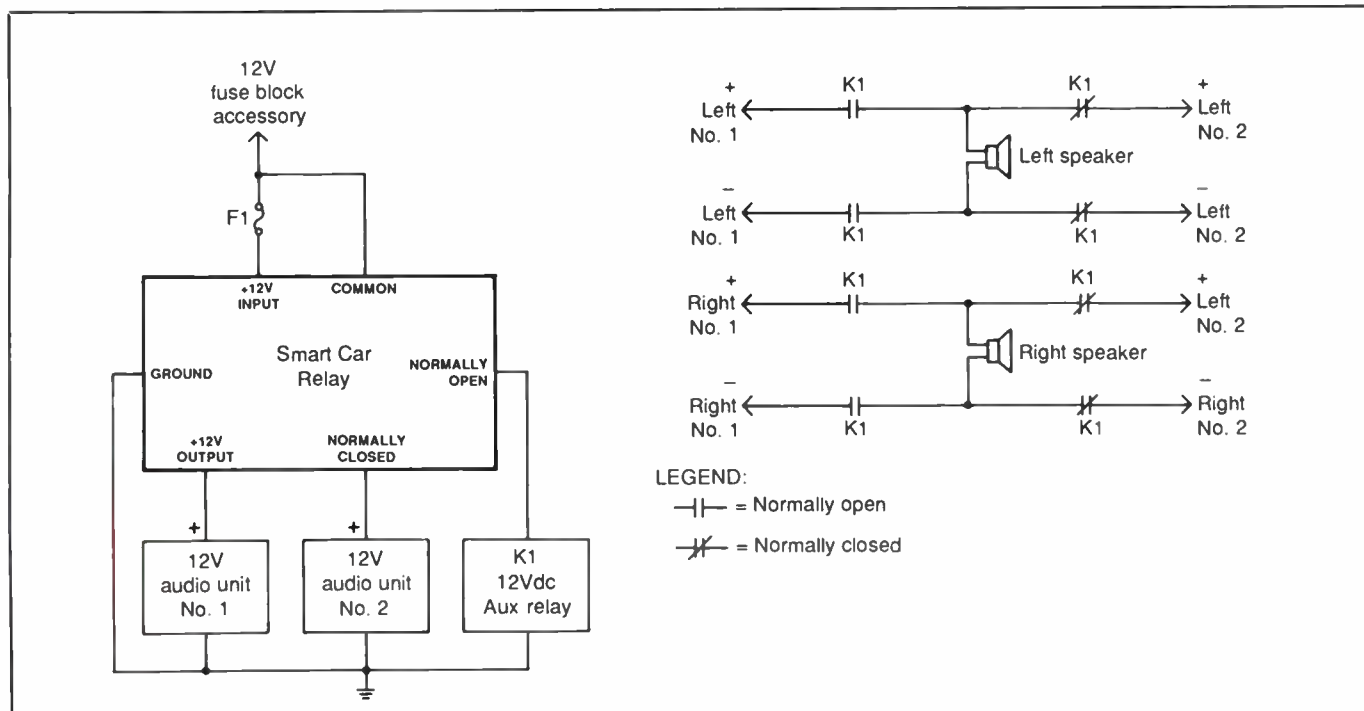 12V
fuse block
accessory
F1
+12V
INPUT
COMMON
Smart Car
Relay
GROUND
NORMALLY
OPEN
+12V
OUTPUT
NORMALLY
CLOSED
+
+
12V
audio unit
No. 1
12V
audio unit
No. 2
K1
12Vdc
Aux relay
+
Left
No. 1
K1
K1
+
Left
No. 2
Left speaker
–
Left
No. 1
K1
K1
–
Left
No. 2
+
Right
No. 1
K1
K1
+
Left
No. 2
Right speaker
–
Right
No. 1
K1
K1
–
Right
No. 2
LEGEND:
= Normally open
= Normally closed